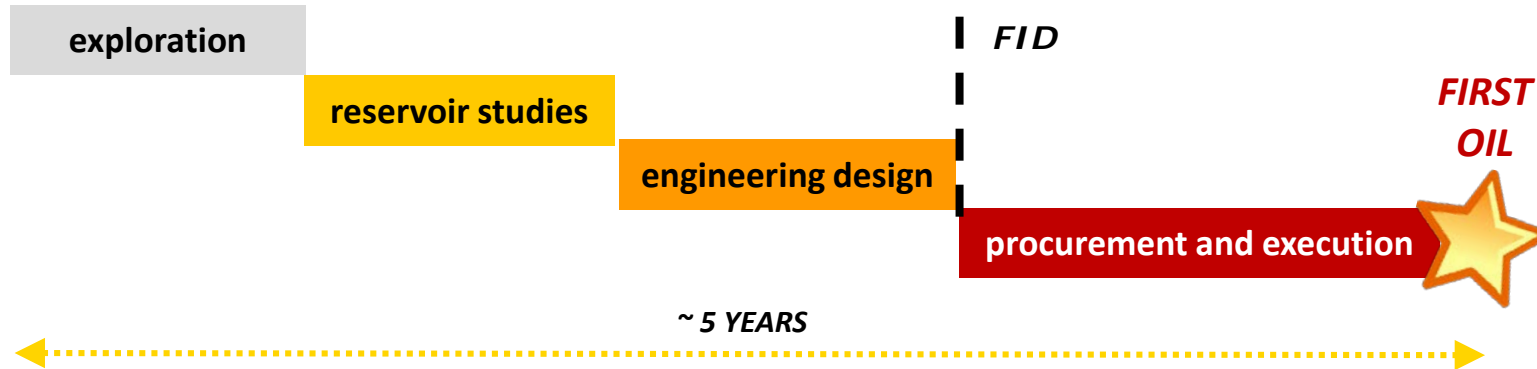 exploration
FID
reservoir studies
FIRST
OIL
engineering design
procurement and execution
~ 5 YEARS